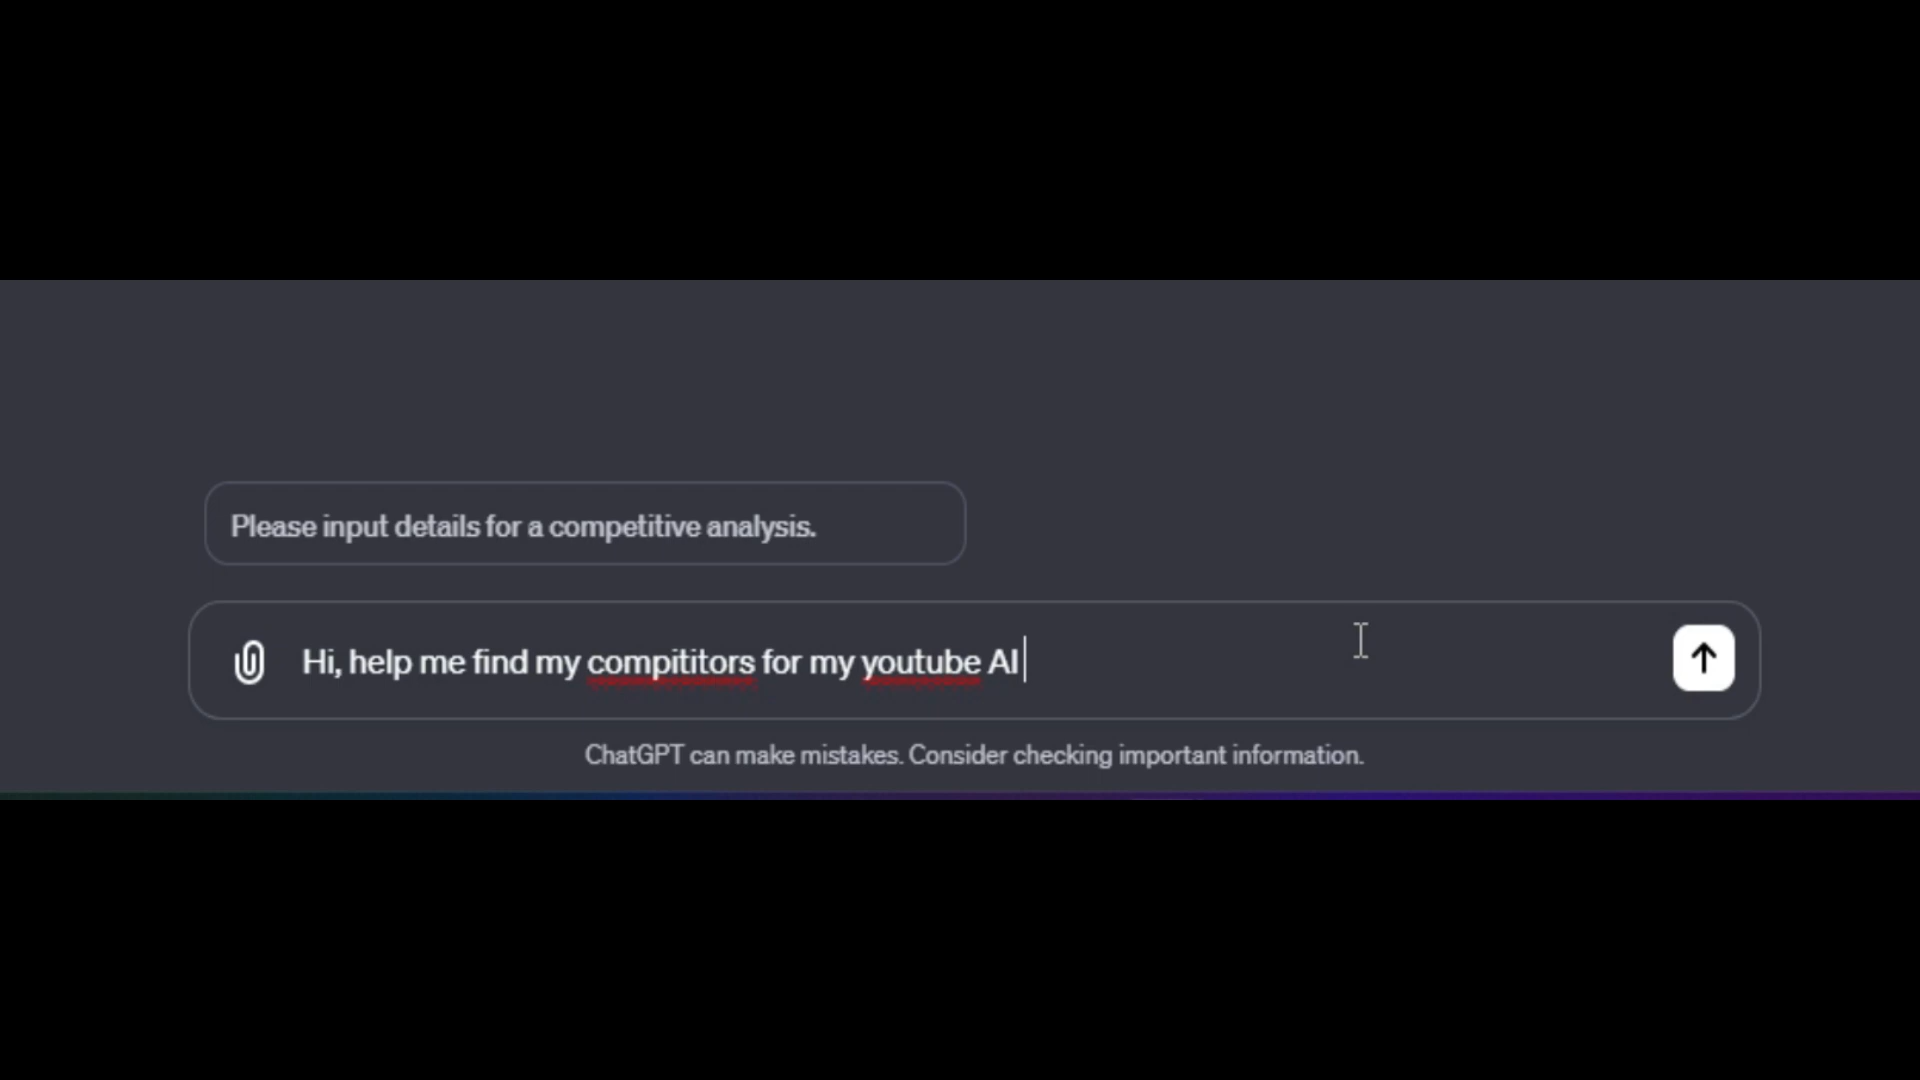 Please input details for a competitive analysis.
Hi, help me find my compititors for my youtube AI
ChatGPT can make mistakes. Consider checking important information.